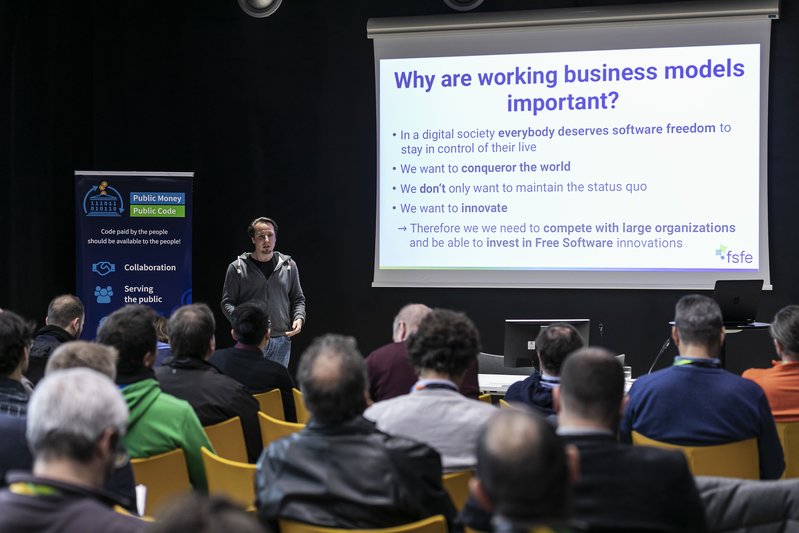 Why are working business models
important?
• In a digital society everybody deserves software freedom to
stay in control of their live
• We want to conqueror the world
• We don't only want to maintain the status quo
• We want to innovate
→ Therefore we we need to compete with large organizations
and be able to invest in Free Software innovations
fsfe
111011
010110
Public Money
Public Code
Code paid by the people
should be available to the people!
Collaboration
Serving
the public